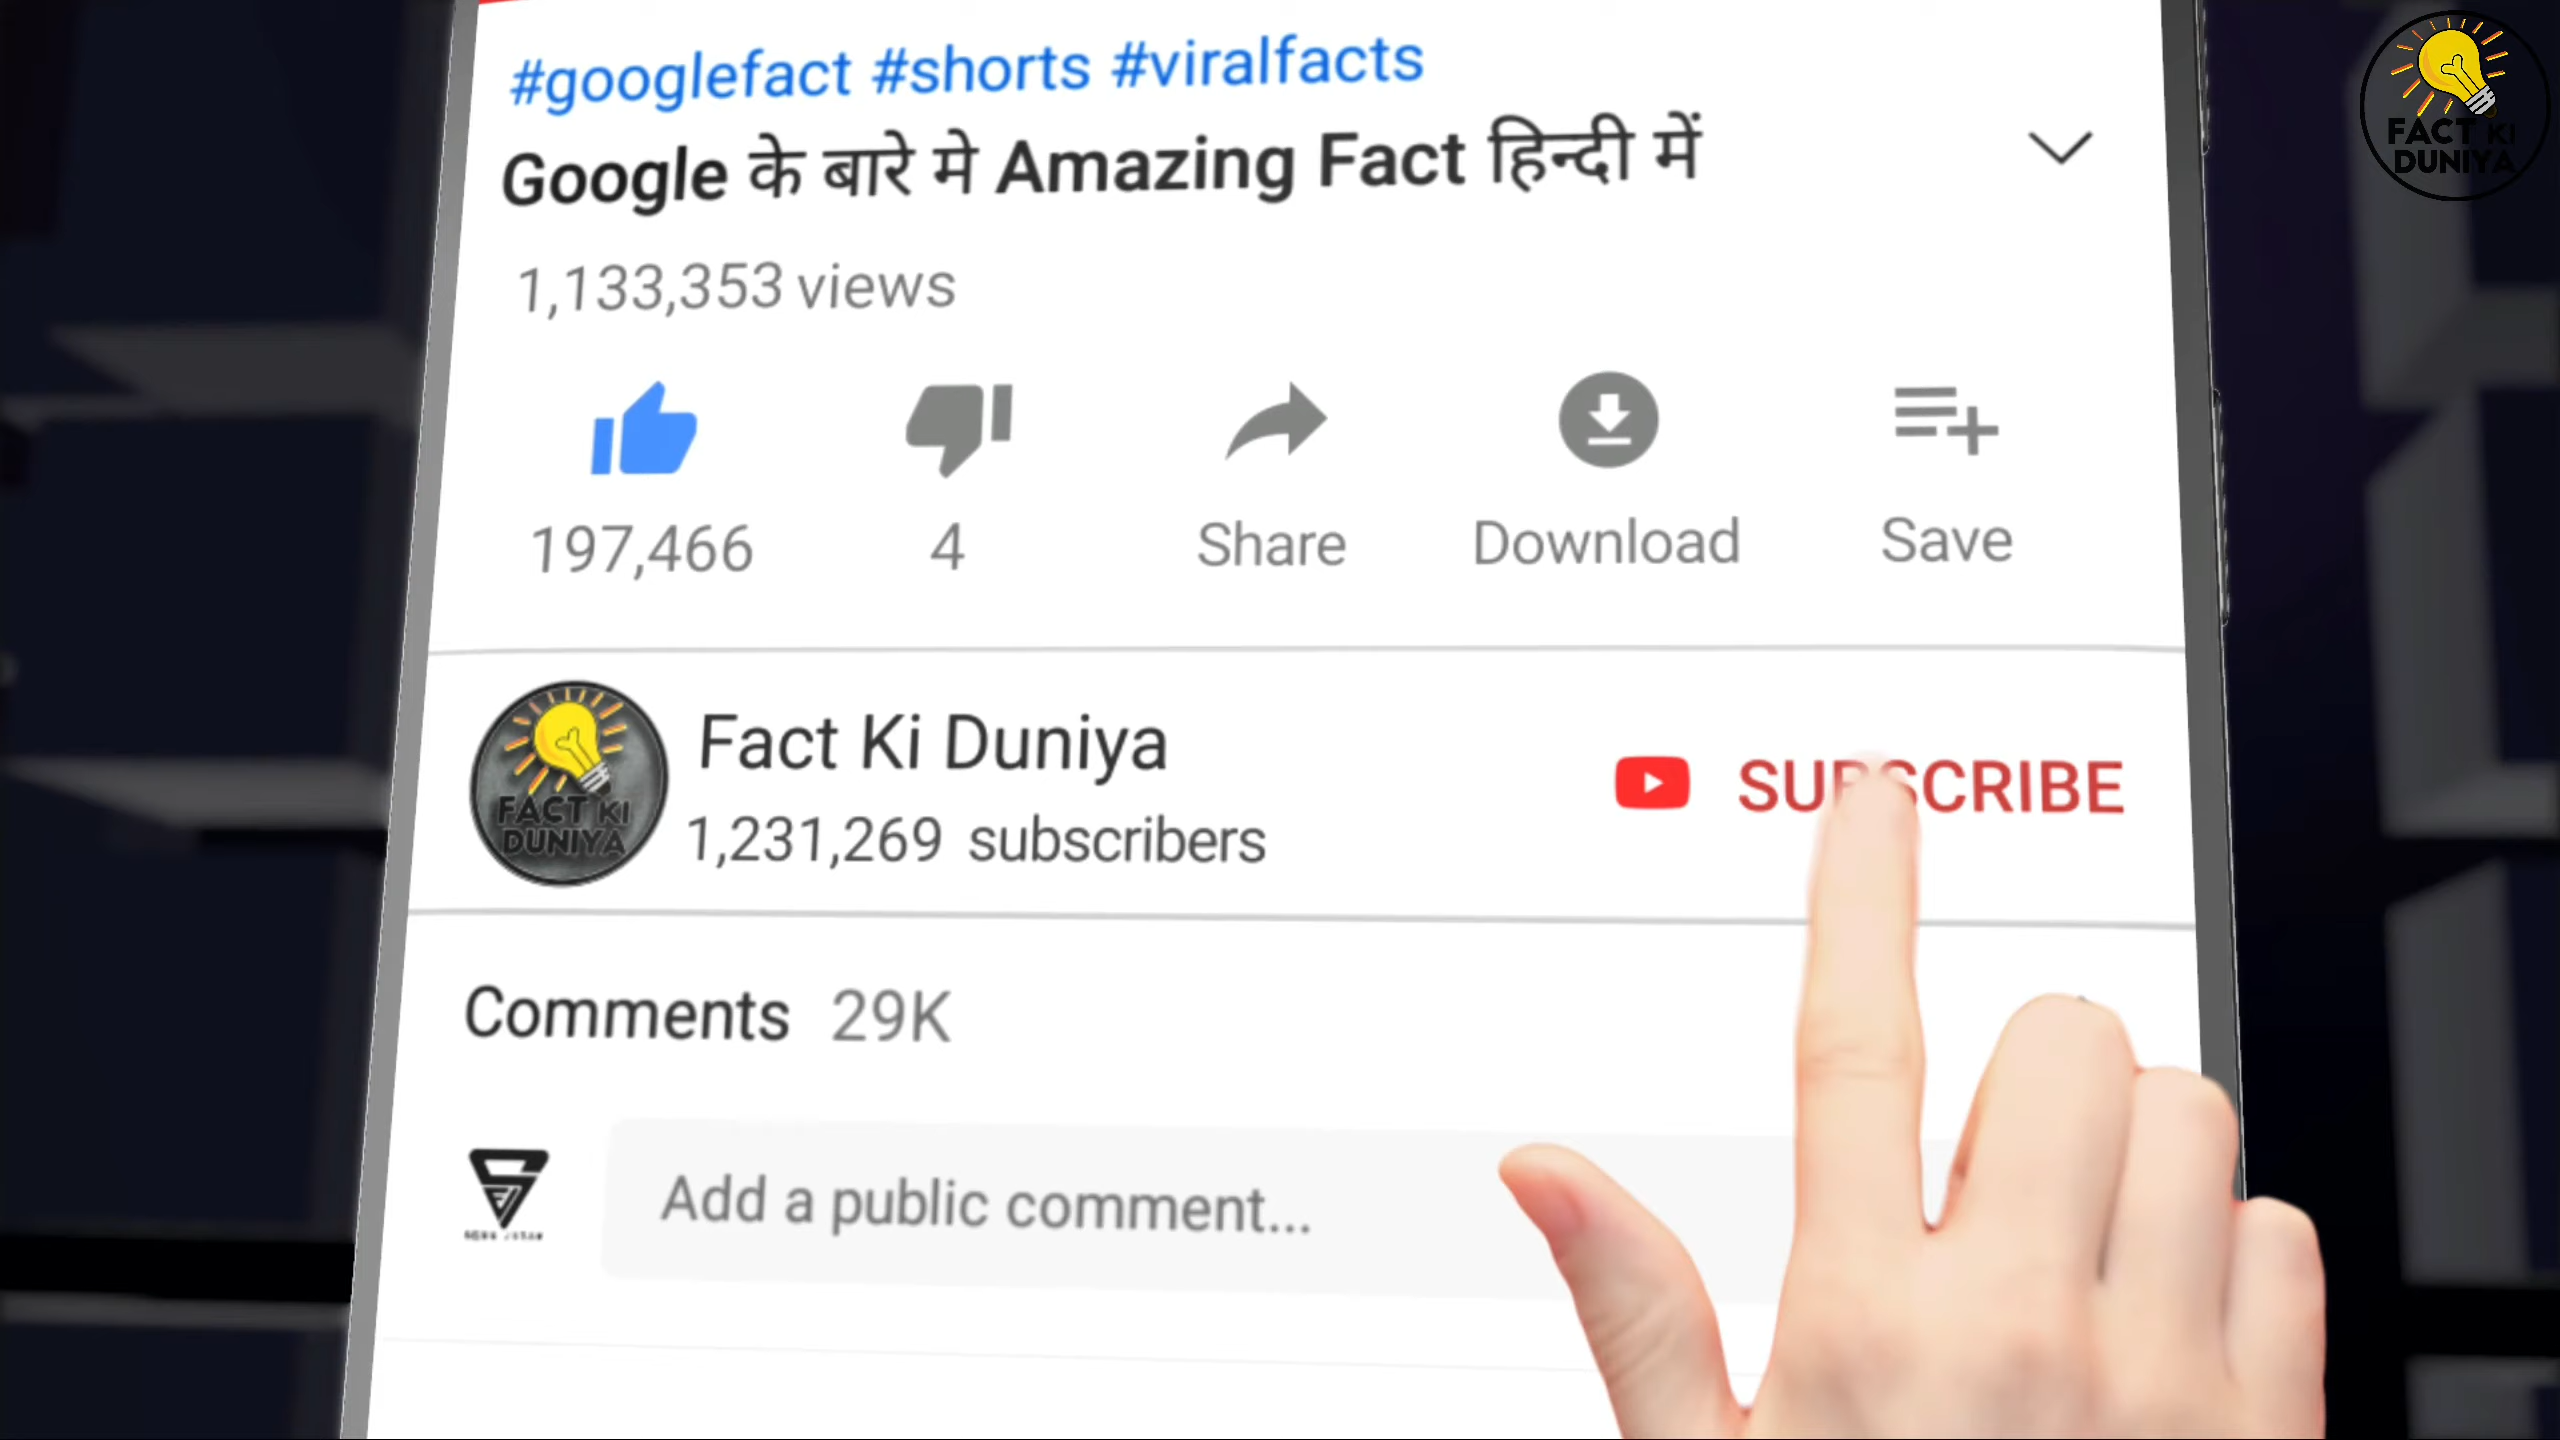 #googlefact #shorts #viralfacts
Google के बारे मे Amazing Fact हिन्दी में
1,133,353 views
197,466
4
Share
Download
Save
FACT KI
DUNIYA
Fact Ki Duniya
1,231,269 subscribers
SUBSCRIBE
FACT KI
DUNIYA
Comments 29K
Add a public comment...